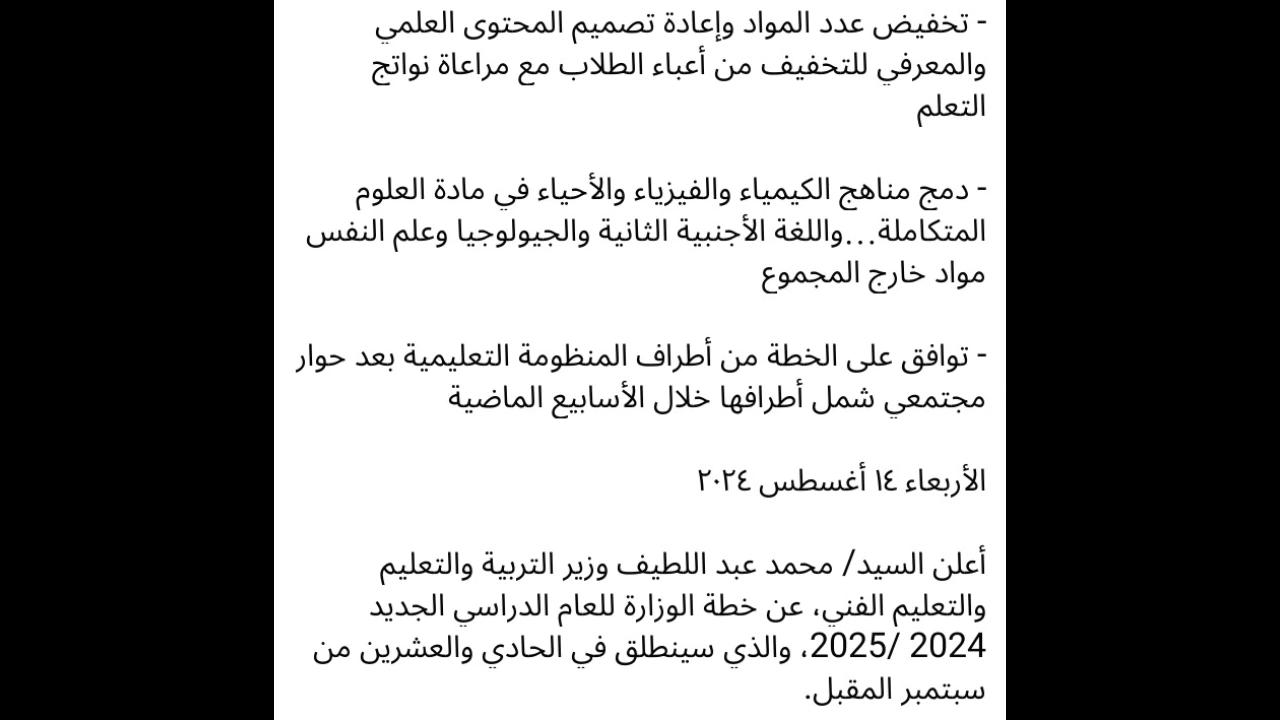 - تخفيض عدد المواد وإعادة تصميم المحتوى العلمي
والمعرفي للتخفيف من أعباء الطلاب مع مراعاة نواتج
التعلم
- دمج مناهج الكيمياء والفيزياء والأحياء في مادة العلوم
المتكاملة...واللغة الأجنبية الثانية والجيولوجيا وعلم النفس
مواد خارج المجموع
- توافق على الخطة من أطراف المنظومة التعليمية بعد حوار
مجتمعي شمل أطرافها خلال الأسابيع الماضية
الأربعاء ١٤ أغسطس ٢٠٢٤
أعلن السيد/ محمد عبد اللطيف وزير التربية والتعليم
والتعليم الفني، عن خطة الوزارة للعام الدراسي الجديد
2024 /2025، والذي سينطلق في الحادي والعشرين من
سبتمبر المقبل.